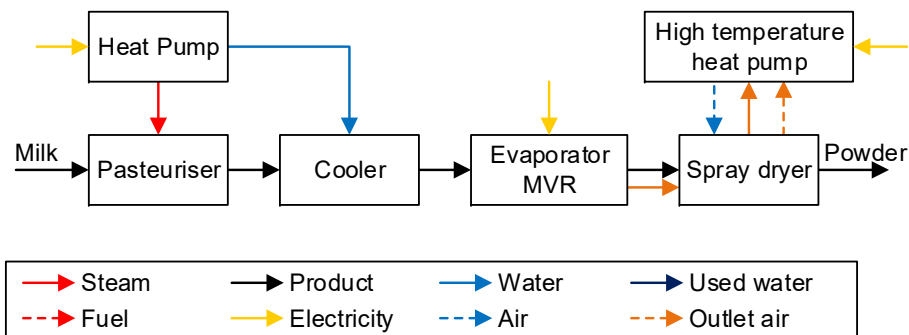 Heat Pump
High temperature
heat pump
Milk
Pasteuriser
Cooler
Evaporator
MVR
Spray dryer
Powder
Steam
Product
Water
Used water
Fuel
Electricity
Air
Outlet air